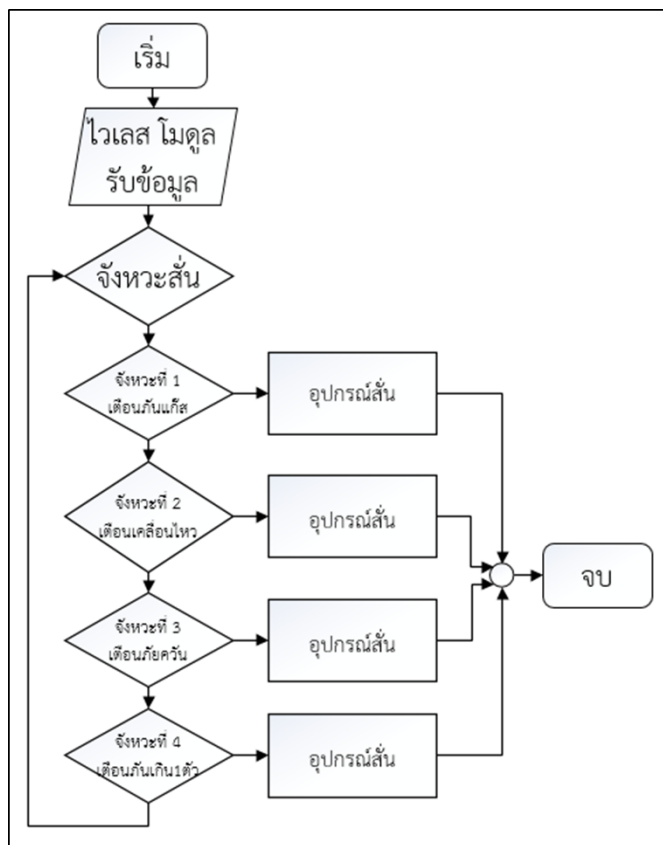 เริ่ม
ไวเลส โมดูล
รับข้อมูล
จังหวะสั่น
จังหวะที่ 1
เตือนภันแก๊ส
อุปกรณ์สั่น
จังหวะที่ 2
เตือนเคลื่อนไหว
อุปกรณ์สั่น
จบ
จังหวะที่ 3
เตือนภัยควัน
อุปกรณ์สั่น
จังหวะที่ 4
เตือนภันเกิน1ตัว
อุปกรณ์สั่น